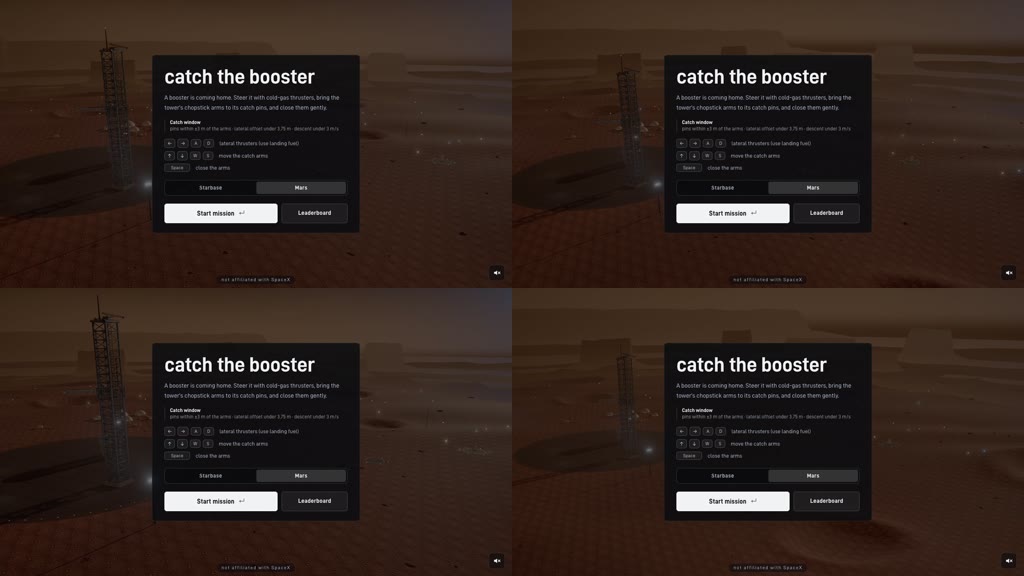 catch the booster
A booster is coming home. Steer it with cold-gas thrusters, bring the
tower's chopstick arms to its catch pins, and close them gently.
Catch window
pins within ±3 m of the arms · lateral offset under 3.75 m · descent under 3 m/s
← → A D lateral thrusters (use landing fuel)
↑ ↓ W S move the catch arms
Space close the arms
Starbase Mars
Start mission ↵ Leaderboard
not affiliated with SpaceX
catch the booster
A booster is coming home. Steer it with cold-gas thrusters, bring the
tower's chopstick arms to its catch pins, and close them gently.
Catch window
pins within ±3 m of the arms · lateral offset under 3.75 m · descent under 3 m/s
← → A D lateral thrusters (use landing fuel)
↑ ↓ W S move the catch arms
Space close the arms
Starbase Mars
Start mission ↵ Leaderboard
not affiliated with SpaceX
catch the booster
A booster is coming home. Steer it with cold-gas thrusters, bring the
tower's chopstick arms to its catch pins, and close them gently.
Catch window
pins within ±3 m of the arms · lateral offset under 3.75 m · descent under 3 m/s
← → A D lateral thrusters (use landing fuel)
↑ ↓ W S move the catch arms
Space close the arms
Starbase Mars
Start mission ↵ Leaderboard
not affiliated with SpaceX
catch the booster
A booster is coming home. Steer it with cold-gas thrusters, bring the
tower's chopstick arms to its catch pins, and close them gently.
Catch window
pins within ±3 m of the arms · lateral offset under 3.75 m · descent under 3 m/s
← → A D lateral thrusters (use landing fuel)
↑ ↓ W S move the catch arms
Space close the arms
Starbase Mars
Start mission ↵ Leaderboard
not affiliated with SpaceX